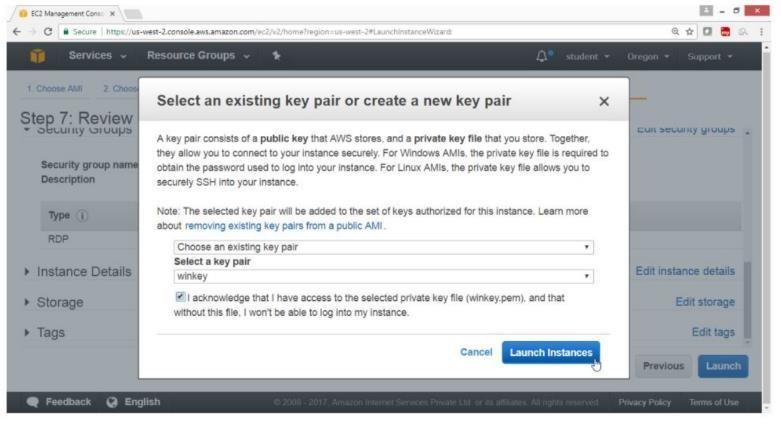 EC2 Management Conso
Secure https://us-west-2.console.aws.amazon.com/ec2/v2/home?region=us-west-2#LaunchInstanceWizard:
Services Resource Groups student Oregon Support
1. Choose AMI 2. Choos
Step 7: Review
Security Groups Edit security groups
Security group name
Description
Type
RDP
Instance Details Edit instance details
Storage Edit storage
Tags Edit tags
Select an existing key pair or create a new key pair
A key pair consists of a public key that AWS stores, and a private key file that you store. Together,
they allow you to connect to your instance securely. For Windows AMIs, the private key file is required to
obtain the password used to log into your instance. For Linux AMIs, the private key file allows you to
securely SSH into your instance.
Note: The selected key pair will be added to the set of keys authorized for this instance. Learn more
about removing existing key pairs from a public AMI.
Choose an existing key pair
Select a key pair
winkey
I acknowledge that I have access to the selected private key file (winkey.pem), and that
without this file, I won't be able to log into my instance.
Cancel Launch Instances
Previous Launch
Feedback English © 2008 - 2017, Amazon Internet Services Private Ltd. or its affiliates. All rights reserved. Privacy Policy Terms of Use